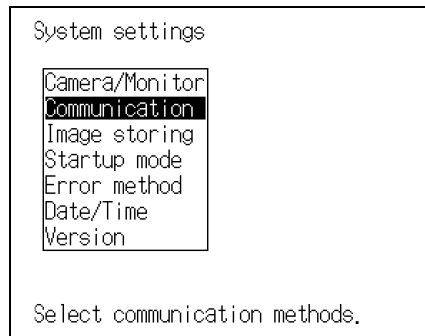 System settings
Camera/Monitor
Communication
Image storing
Startup mode
Error method
Date/Time
Version
Select communication methods.